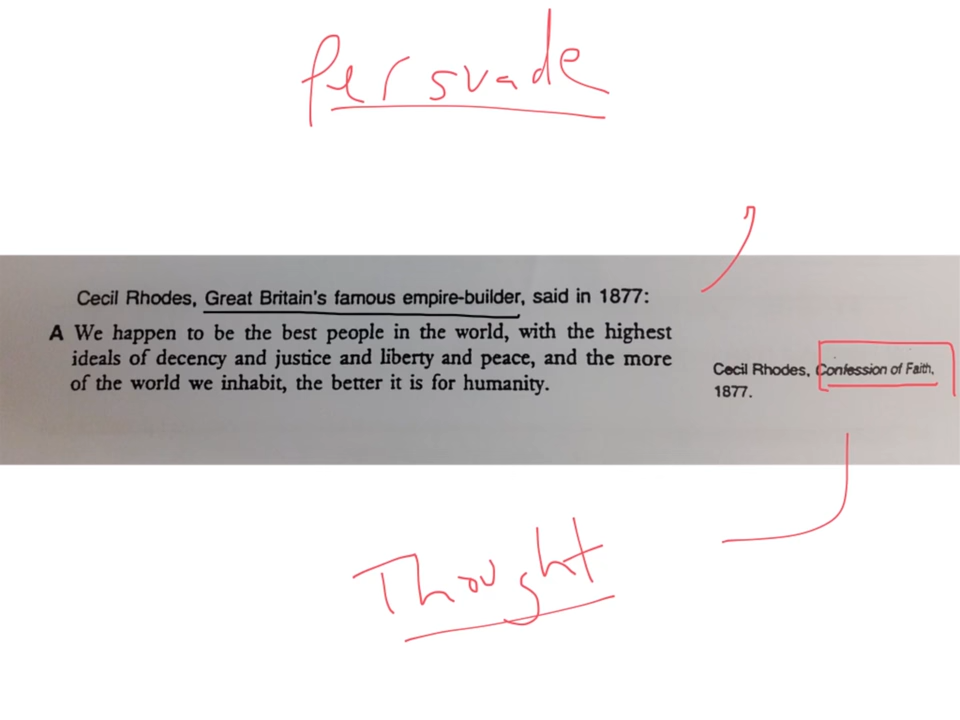 Persuade
Cecil Rhodes, Great Britain's famous empire-builder, said in 1877:
A We happen to be the best people in the world, with the highest
ideals of decency and justice and liberty and peace, and the more
of the world we inhabit, the better it is for humanity.
Cecil Rhodes, Confession of Faith,
1877.
Thought